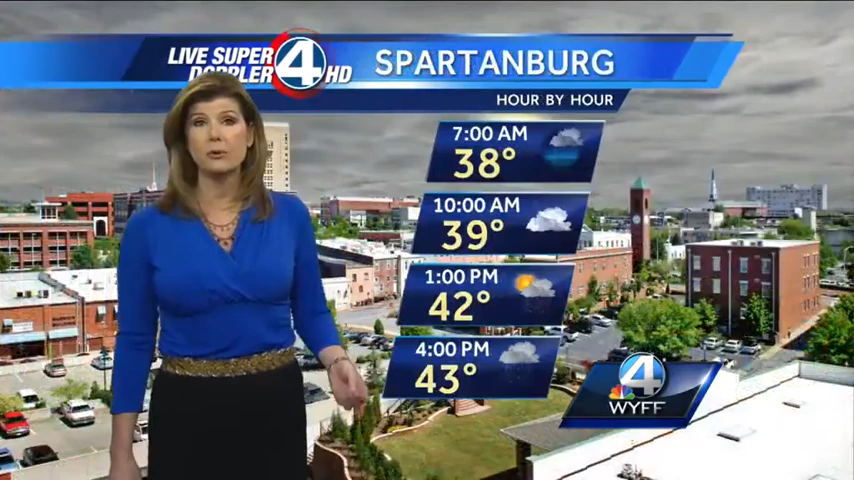 LIVE SUPER
DOPPLER 4 HD
SPARTANBURG
HOUR BY HOUR
7:00 AM
38°
10:00 AM
39°
1:00 PM
42°
4:00 PM
43°
4
WYFF